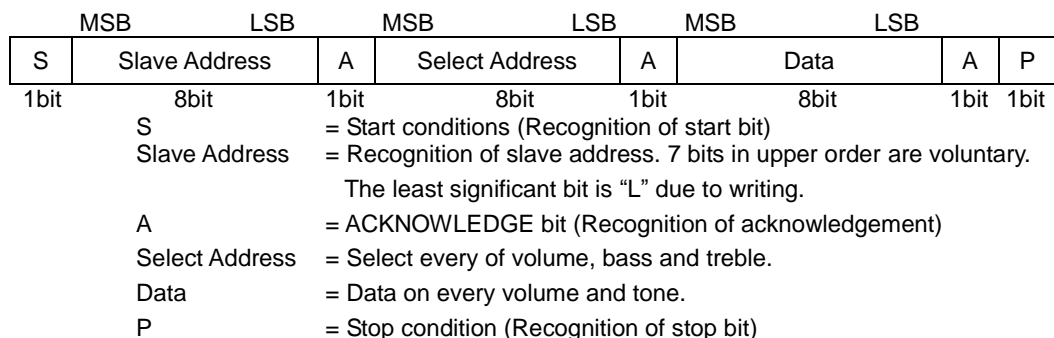 MSB LSB MSB LSB MSB LSB
S Slave Address A Select Address A Data A P
1bit 8bit 1bit 8bit 1bit 8bit 1bit 1bit
S = Start conditions (Recognition of start bit)
Slave Address = Recognition of slave address. 7 bits in upper order are voluntary.
The least significant bit is “L” due to writing.
A = ACKNOWLEDGE bit (Recognition of acknowledgement)
Select Address = Select every of volume, bass and treble.
Data = Data on every volume and tone.
P = Stop condition (Recognition of stop bit)